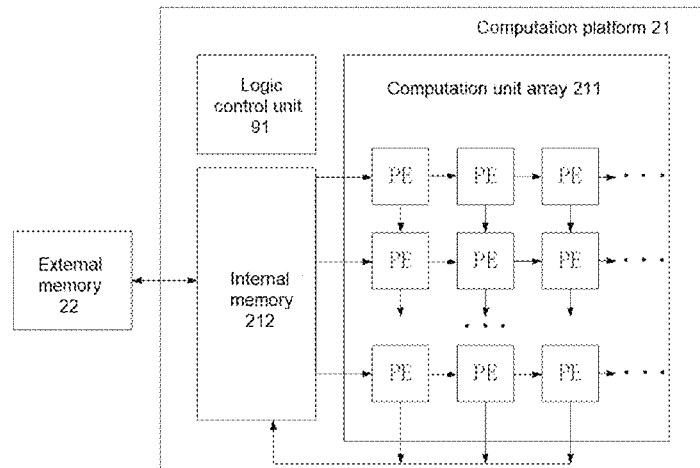 Computation platform 21
Logic
control unit
91
Computation unit array 211
PE PE PE
External
memory
22
Internal
memory
212
PE PE PE
PE PE PE